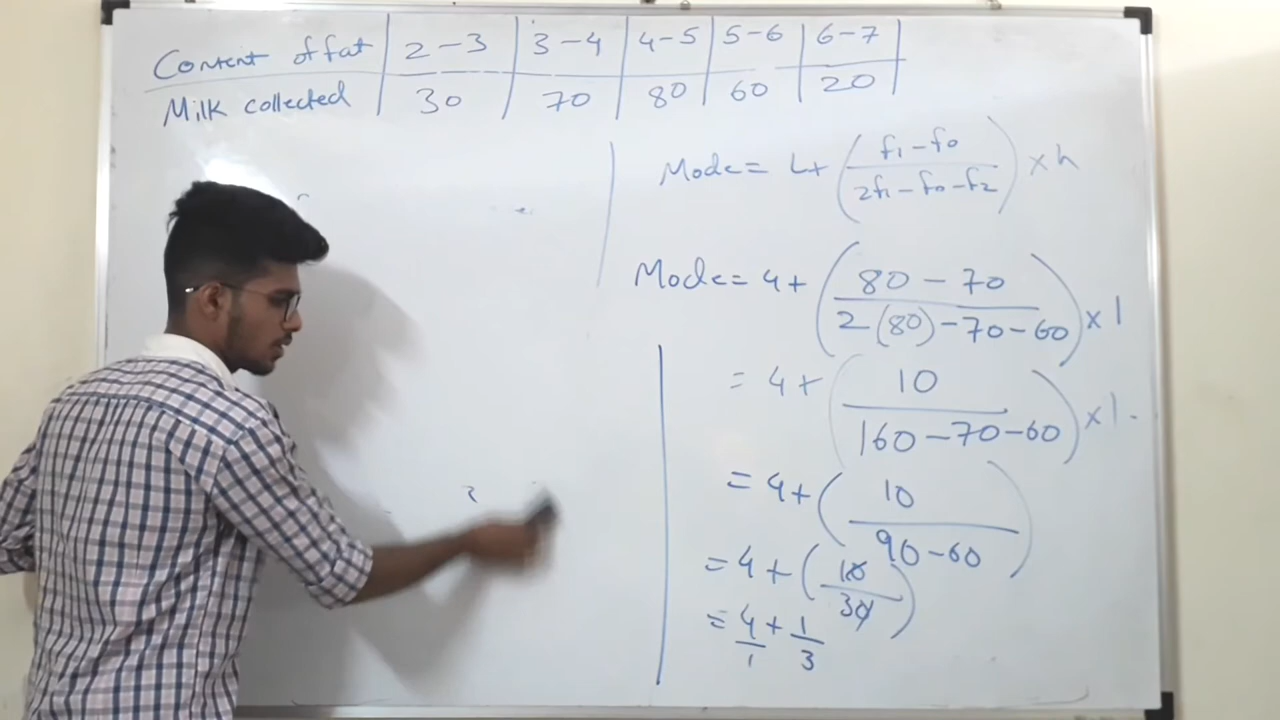 Content of fat 2-3 3-4 4-5 5-6 6-7
Milk collected 30 70 80 60 20
Mode = L+ (f1-f0 / 2f1-f0-f2) ×h
Mode = 4+ (80-70 / 2(80)-70-60) ×1
= 4+ (10 / 160-70-60) ×1.
= 4+ (10 / 90-60)
= 4+ (10 / 30)
= 4/1 + 1/3